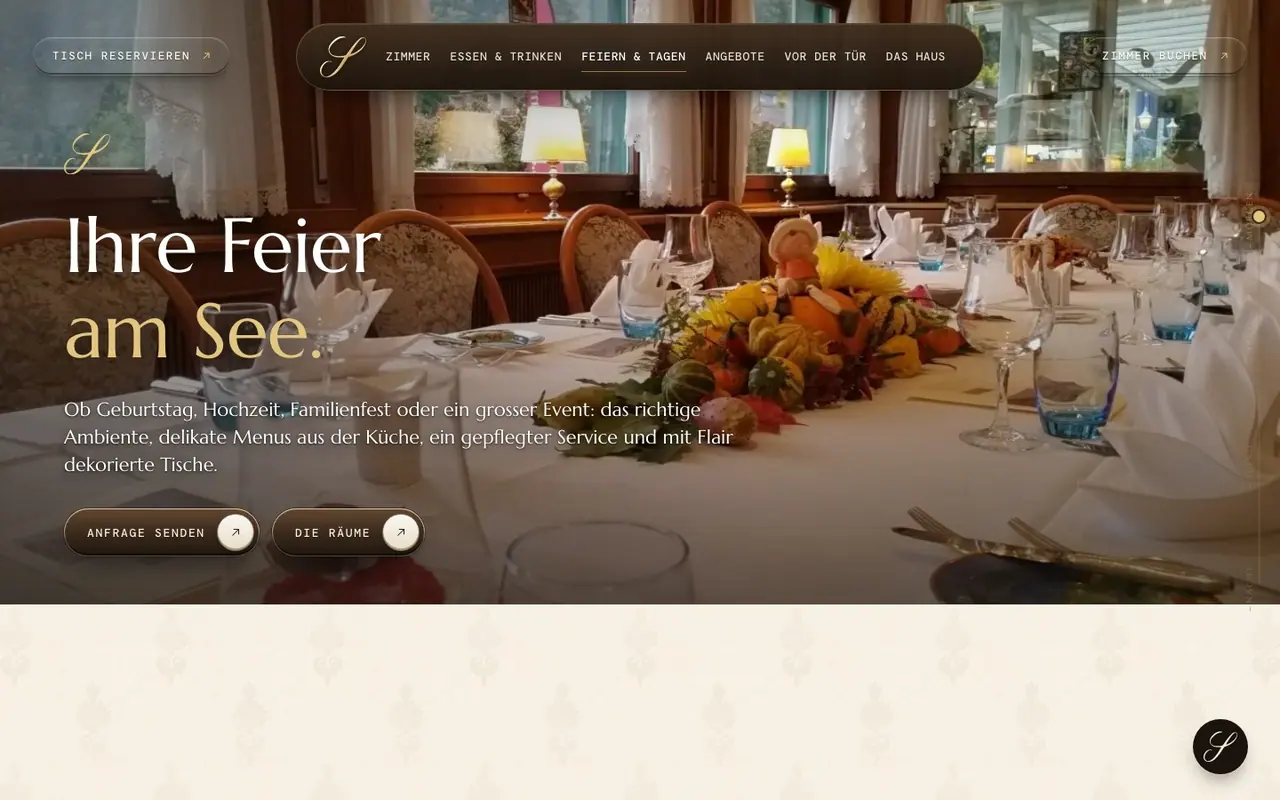 TISCH RESERVIEREN
S
ZIMMER
ESSEN & TRINKEN
FEIERN & TAGEN
ANGEBOTE
VOR DER TÜR
DAS HAUS
ZIMMER BUCHEN
S
Ihre Feier
am See.
Ob Geburtstag, Hochzeit, Familienfest oder ein grosser Event: das richtige
Ambiente, delikate Menus aus der Küche, ein gepflegter Service und mit Flair
dekorierte Tische.
ANFRAGE SENDEN
DIE RÄUME
S